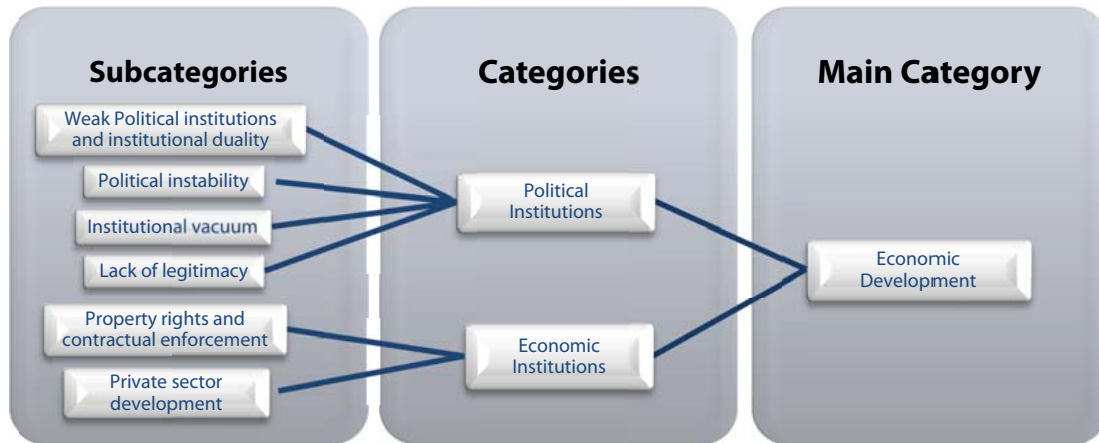 Subcategories
Weak Political institutions
and institutional duality
Political instability
Institutional vacuum
Lack of legitimacy
Property rights and
contractual enforcement
Private sector
development
Categories
Political
Institutions
Economic
Institutions
Main Category
Economic
Development